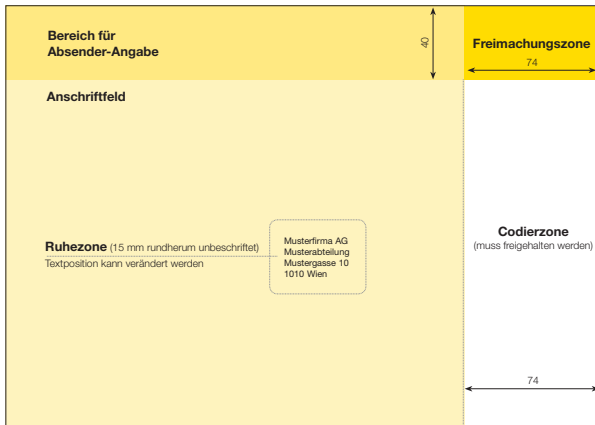 Bereich für
Absender-Angabe
40
Freimachungszone
74
Anschriftfeld
Ruhezone (15 mm rundherum unbeschriftet)
Textposition kann verändert werden
Musterfirma AG
Musterabteilung
Mustergasse 10
1010 Wien
Codierzone
(muss freigehalten werden)
74